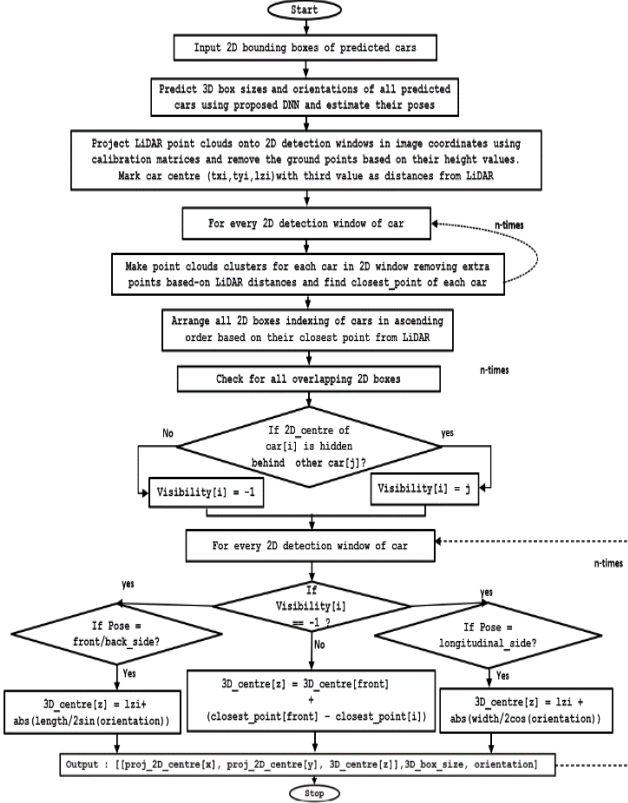 Start
Input 2D bounding boxes of predicted cars
Predict 3D box sizes and orientations of all predicted
cars using proposed DNN and estimate their poses
Project LiDAR point clouds onto 2D detection windows in image coordinates using
calibration matrices and remove the ground points based on their height values.
Mark car centre (txi,tyi,lzi)with third value as distances from LiDAR
For every 2D detection window of car
n-times
Make point clouds clusters for each car in 2D window removing extra
points based-on LiDAR distances and find closest_point of each car
Arrange all 2D boxes indexing of cars in ascending
order based on their closest point from LiDAR
Check for all overlapping 2D boxes
n-times
If 2D_centre of
car[i] is hidden
behind other car[j]?
No
yes
Visibility[i] = -1
Visibility[i] = j
For every 2D detection window of car
n-times
If
Visibility[i]
== -1 ?
yes
yes
No
If Pose =
front/back_side?
If Pose =
longitudinal_side?
Yes
Yes
3D_centre[z] = lzi+
abs(length/2sin(orientation))
3D_centre[z] = 3D_centre[front]
+
(closest_point[front] - closest_point[i])
3D_centre[z] = lzi +
abs(width/2cos(orientation)
Output : [[proj_2D_centre[x], proj_2D_centre[y], 3D_centre[z]],3D_box_size, orientation]
Stop